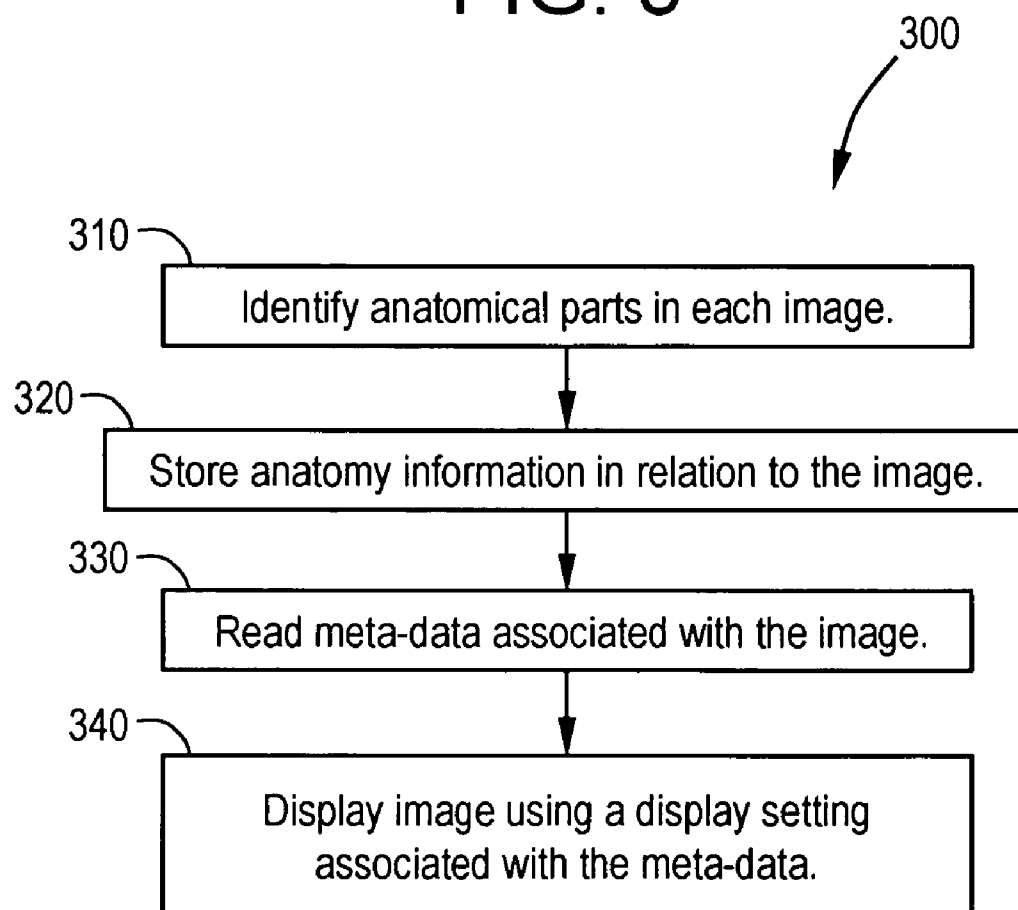 FIG.
300
310
Identify anatomical parts in each image.
320
Store anatomy information in relation to the image.
330
Read meta-data associated with the image.
340
Display image using a display setting
associated with the meta-data.